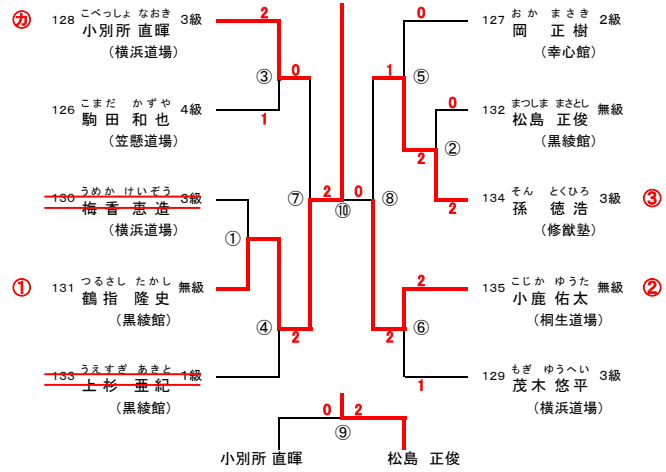 カ 128 こべっしょ なおき 3級
小別所 直暉
(横浜道場)
2
③
0
126 こまだ かずや 4級
駒田 和也
(笠懸道場)
1
130 うめか けいぞう 3級
梅香 恵造
(横浜道場)
①
⑦
2
① 131 つるさし たかし 無級
鶴指 隆史
(黒綾館)
④
2
133 うえすぎ あきと 1級
上杉 亜紀
(黒綾館)
⑩
0
127 おか まさき 2級
岡 正樹
(幸心館)
0
1
⑤
132 まつしま まさとし 無級
松島 正俊
(黒綾館)
0
②
2
134 そん とくひろ 3級
孫 徳浩
(修猷塾)
2
③
⑧
135 こじか ゆうた 無級
小鹿 佑太
(桐生道場)
2
②
2
⑥
129 もぎ ゆうへい 3級
茂木 悠平
(横浜道場)
1
0 2
⑨
小別所 直暉 松島 正俊